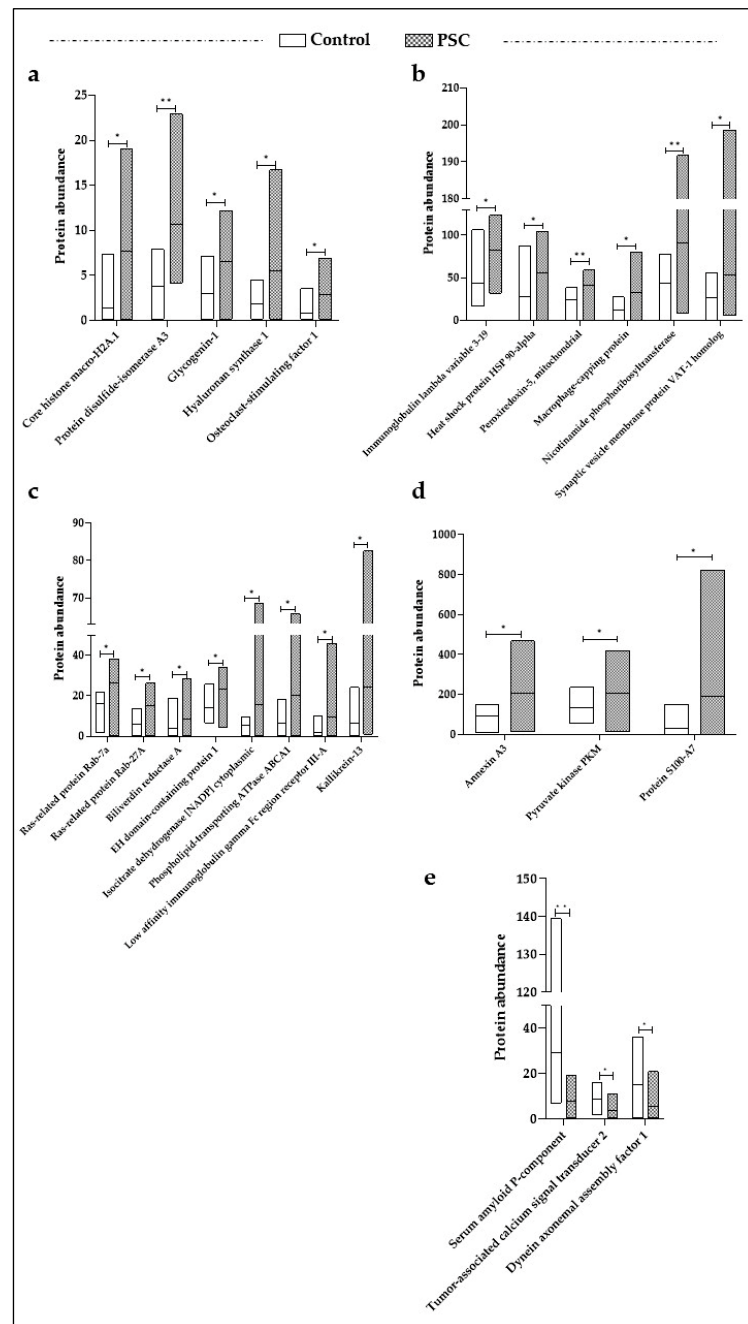 Control PSC
a
Protein abundance
25
20
15
10
5
0
* ** * * *
Core histone macro-H2A.1
Protein disulfide-isomerase A3
Glycogenin-1
Hyaluronan synthase 1
Osteoclast-stimulating factor 1
b
Protein abundance
210
200
190
180
100
50
0
* * ** * ** *
Immunoglobulin lambda variable 3-19
Heat shock protein HSP 90-alpha
Peroxiredoxin-5, mitochondrial
Macrophage-capping protein
Nicotinamide phosphoribosyltransferase
Synaptic vesicle membrane protein VAT-1 homolog
c
Protein abundance
90
80
70
40
20
0
* * * * * * * *
Ras-related protein Rab-7a
Ras-related protein Rab-27A
Biliverdin reductase A
EH domain-containing protein 1
Isocitrate dehydrogenase [NADP] cytoplasmic
Phospholipid-transporting ATPase ABCA1
Low affinity immunoglobulin gamma Fc region receptor III-A
Kallikrein-13
d
Protein abundance
1000
800
600
400
200
0
* * *
Annexin A3
Pyruvate kinase PKM
Protein S100-A7
e
Protein abundance
150
140
130
120
40
20
0
** * *
Serum amyloid P-component
Tumor-associated calcium signal transducer 2
Dynein axonemal assembly factor 1